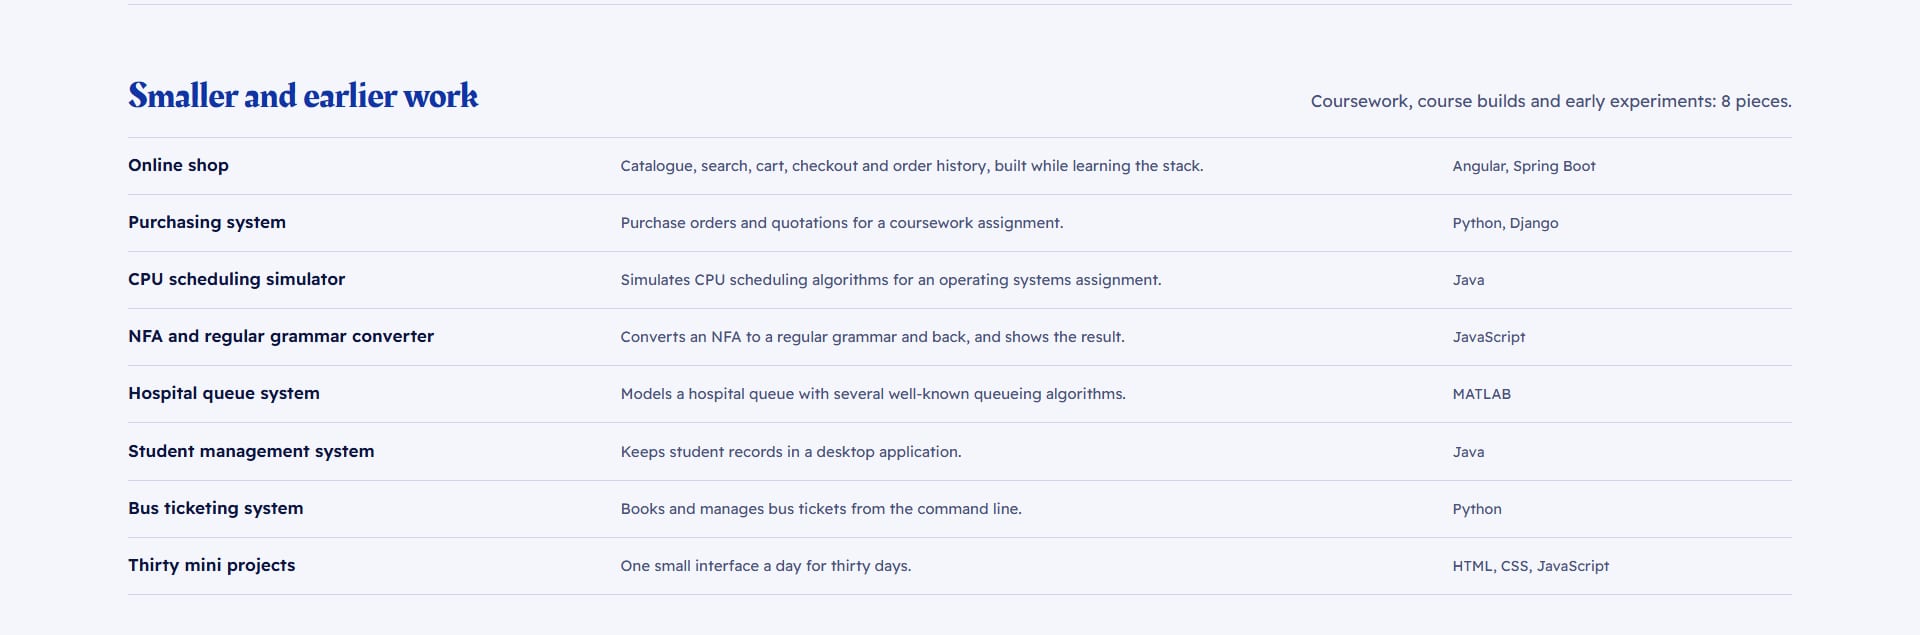 Smaller and earlier work
Coursework, course builds and early experiments: 8 pieces.
Online shop
Catalogue, search, cart, checkout and order history, built while learning the stack.
Angular, Spring Boot
Purchasing system
Purchase orders and quotations for a coursework assignment.
Python, Django
CPU scheduling simulator
Simulates CPU scheduling algorithms for an operating systems assignment.
Java
NFA and regular grammar converter
Converts an NFA to a regular grammar and back, and shows the result.
JavaScript
Hospital queue system
Models a hospital queue with several well-known queueing algorithms.
MATLAB
Student management system
Keeps student records in a desktop application.
Java
Bus ticketing system
Books and manages bus tickets from the command line.
Python
Thirty mini projects
One small interface a day for thirty days.
HTML, CSS, JavaScript